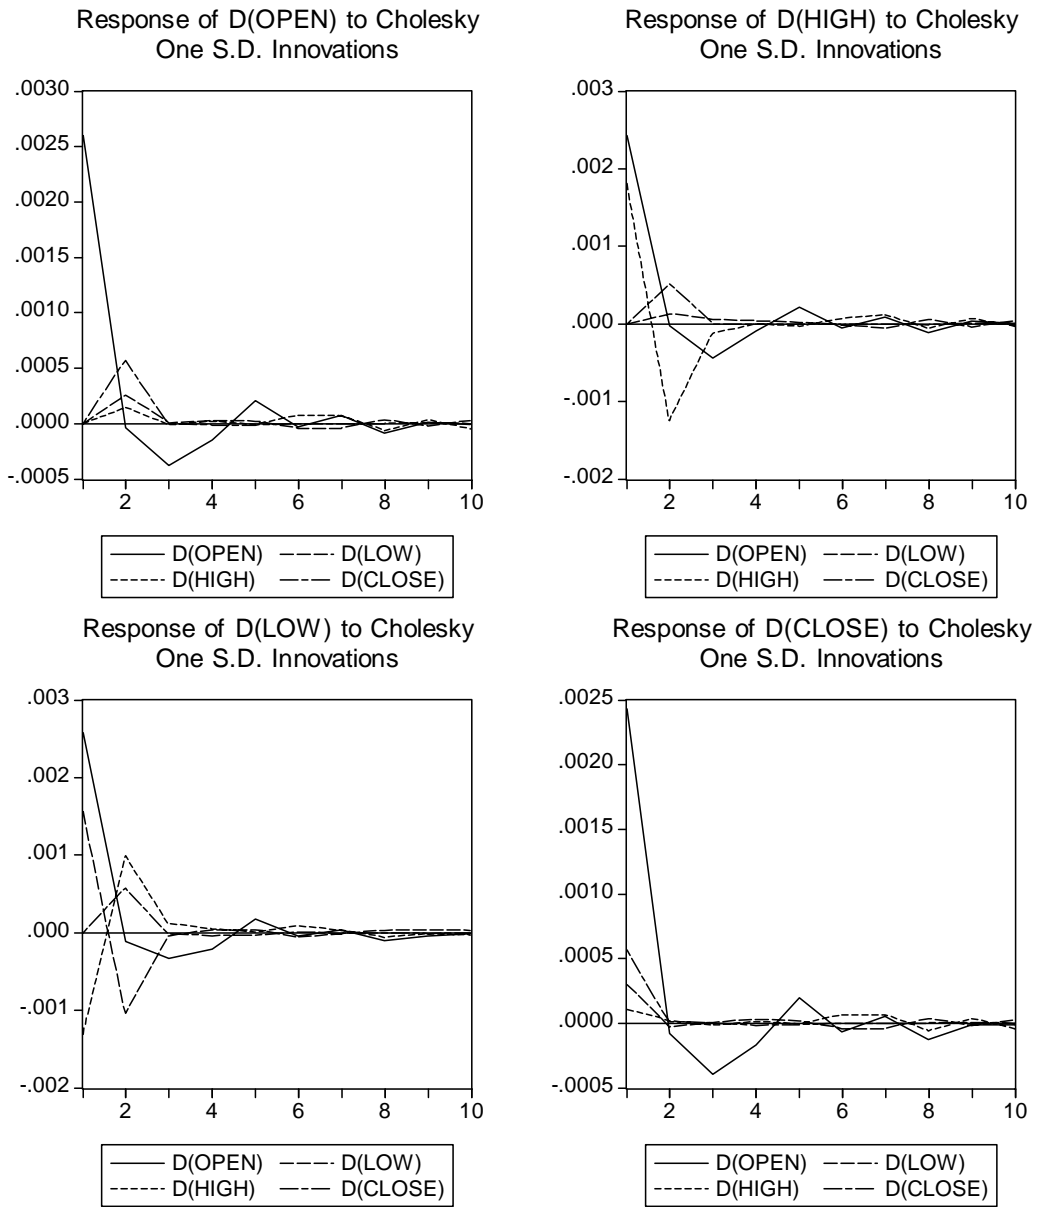 Response of D(OPEN) to Cholesky
One S.D. Innovations
.0030
.0025
.0020
.0015
.0010
.0005
.0000
-.0005
2 4 6 8 10
D(OPEN) D(LOW)
D(HIGH) D(CLOSE)
Response of D(HIGH) to Cholesky
One S.D. Innovations
.003
.002
.001
.000
-.001
-.002
2 4 6 8 10
D(OPEN) D(LOW)
D(HIGH) D(CLOSE)
Response of D(LOW) to Cholesky
One S.D. Innovations
.003
.002
.001
.000
-.001
-.002
2 4 6 8 10
D(OPEN) D(LOW)
D(HIGH) D(CLOSE)
Response of D(CLOSE) to Cholesky
One S.D. Innovations
.0025
.0020
.0015
.0010
.0005
.0000
-.0005
2 4 6 8 10
D(OPEN) D(LOW)
D(HIGH) D(CLOSE)